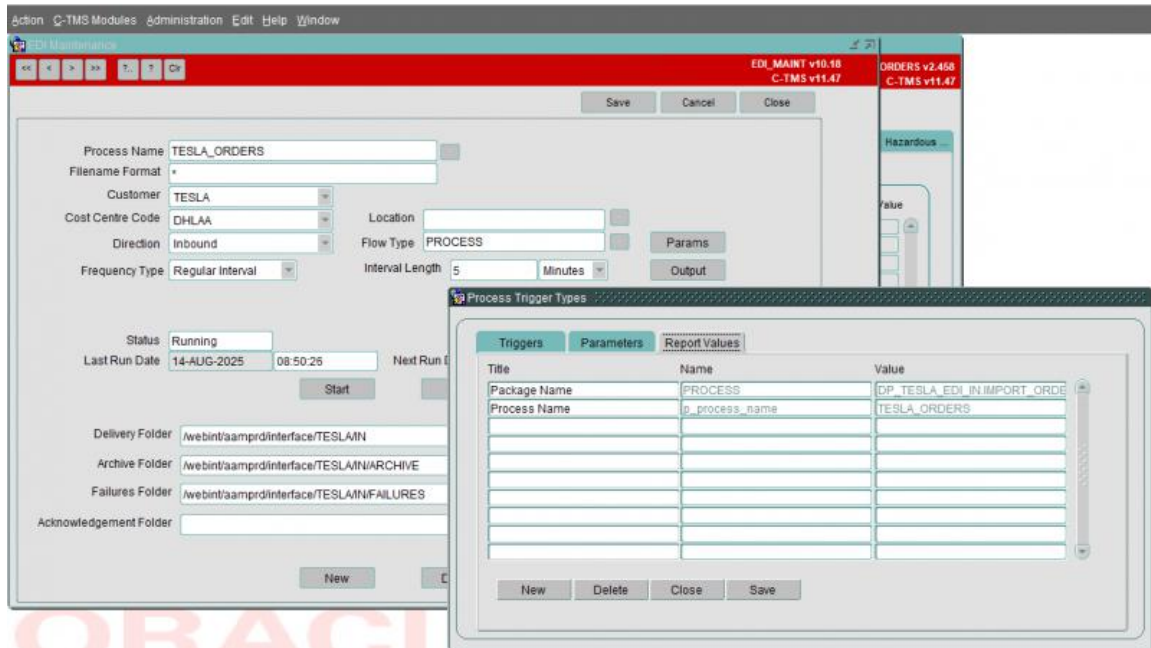 Action C-TMS Modules Administration Edit Help Window
EDI Maintenance
<< < > >> ?.. ? Clr
EDI_MAINT v10.18
C-TMS v11.47
ORDERS v2.458
C-TMS v11.47
Save Cancel Close
Hazardous ...
Process Name TESLA_ORDERS
Filename Format *
Customer TESLA
Value
Cost Centre Code DHLAA Location
Direction Inbound Flow Type PROCESS Params
Frequency Type Regular Interval Interval Length 5 Minutes Output
Process Trigger Types
Status Running
Last Run Date 14-AUG-2025 08:50:26 Next Run
Start
Delivery Folder /webint/aamprd/interface/TESLA/IN
Archive Folder /webint/aamprd/interface/TESLA/IN/ARCHIVE
Failures Folder /webint/aamprd/interface/TESLA/IN/FAILURES
Acknowledgement Folder
New
Triggers Parameters Report Values
Title Name Value
Package Name PROCESS DP_TESLA_EDI_IN.IMPORT_ORDE
Process Name p_process_name TESLA_ORDERS
New Delete Close Save